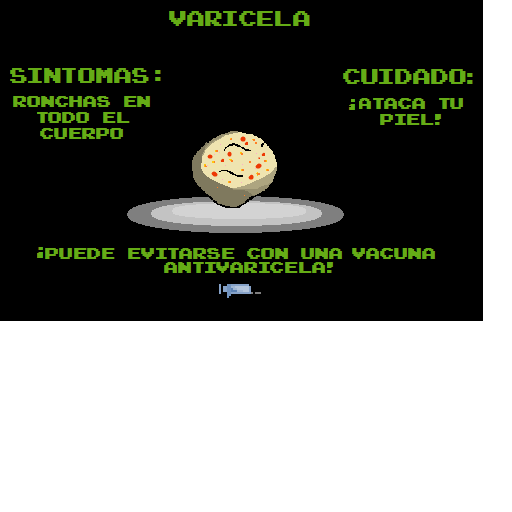 VARICELA
SINTOMAS:
RONCHAS EN
TODO EL
CUERPO
CUIDADO:
¡ATACA TU
PIEL!
¡PUEDE EVITARSE CON UNA VACUNA
ANTIVARICELA!